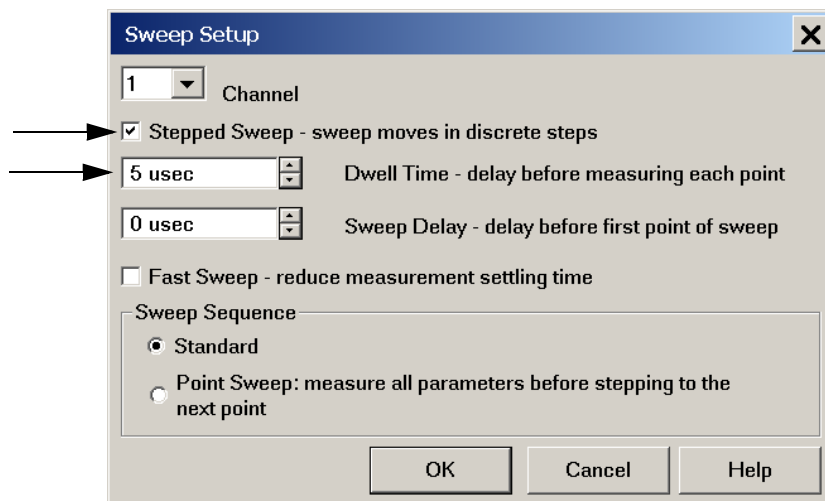 Sweep Setup
1 Channel
Stepped Sweep - sweep moves in discrete steps
5 usec Dwell Time - delay before measuring each point
0 usec Sweep Delay - delay before first point of sweep
Fast Sweep - reduce measurement settling time
Sweep Sequence
Standard
Point Sweep: measure all parameters before stepping to the
next point
OK Cancel Help